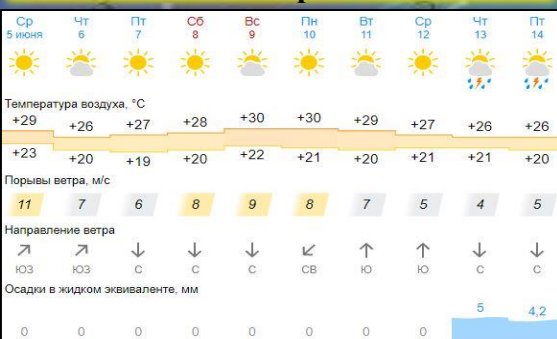 Ср Чт Пт Сб Вс Пн Вт Ср Чт Пт
5 июня 6 7 8 9 10 11 12 13 14
Температура воздуха, °C
+29 +26 +27 +28 +30 +30 +29 +27 +26 +26
+23 +20 +19 +20 +22 +21 +20 +21 +21 +20
Порывы ветра, м/с
11 7 6 8 9 8 7 5 4 5
Направление ветра
ЮЗ ЮЗ С С С СВ Ю Ю С С
Осадки в жидком эквиваленте, мм
0 0 0 0 0 0 0 0 5 4,2